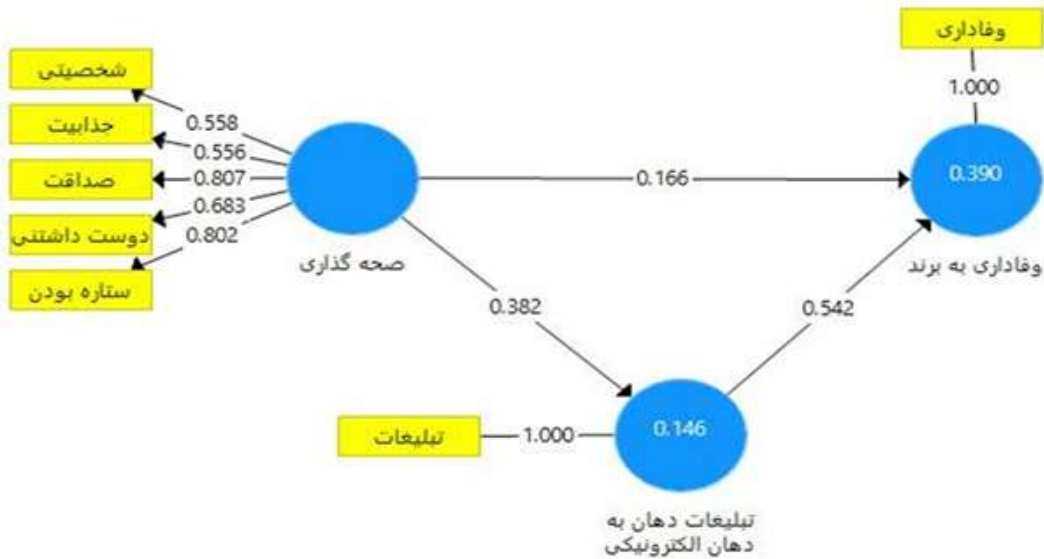 وفاداری
1.000
شخصیتی
جذابیت
صداقت
دوست داشتنی
ستاره بودن
0.558
0.556
0.807
0.683
0.802
صحه گذاری
0.166
0.390
وفاداری به برند
0.382
0.542
تبلیغات
1.000
0.146
تبلیغات دهان به
دهان الکترونیکی